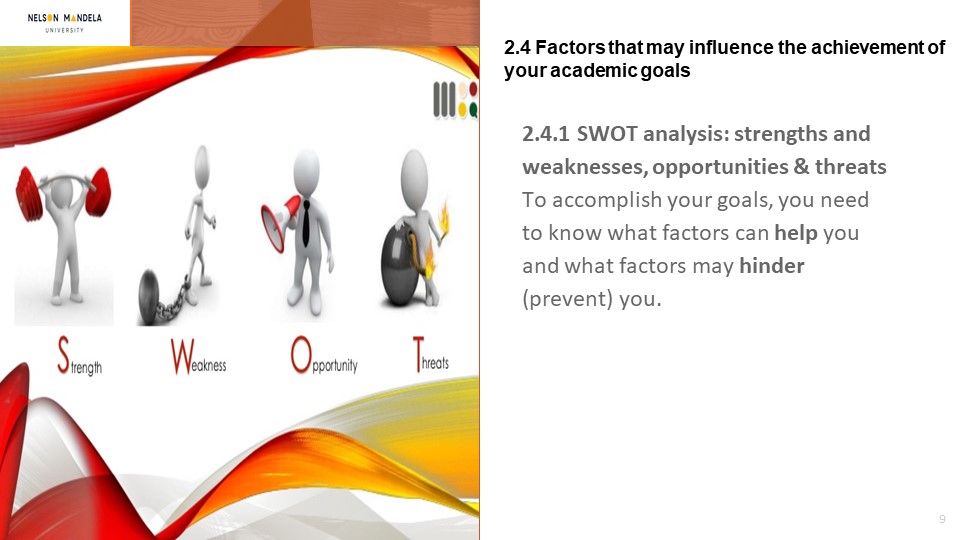 NELSON MANDELA
UNIVERSITY
2.4 Factors that may influence the achievement of
your academic goals
2.4.1 SWOT analysis: strengths and
weaknesses, opportunities & threats
To accomplish your goals, you need
to know what factors can help you
and what factors may hinder
(prevent) you.
Strength Weakness Opportunity Threats
9